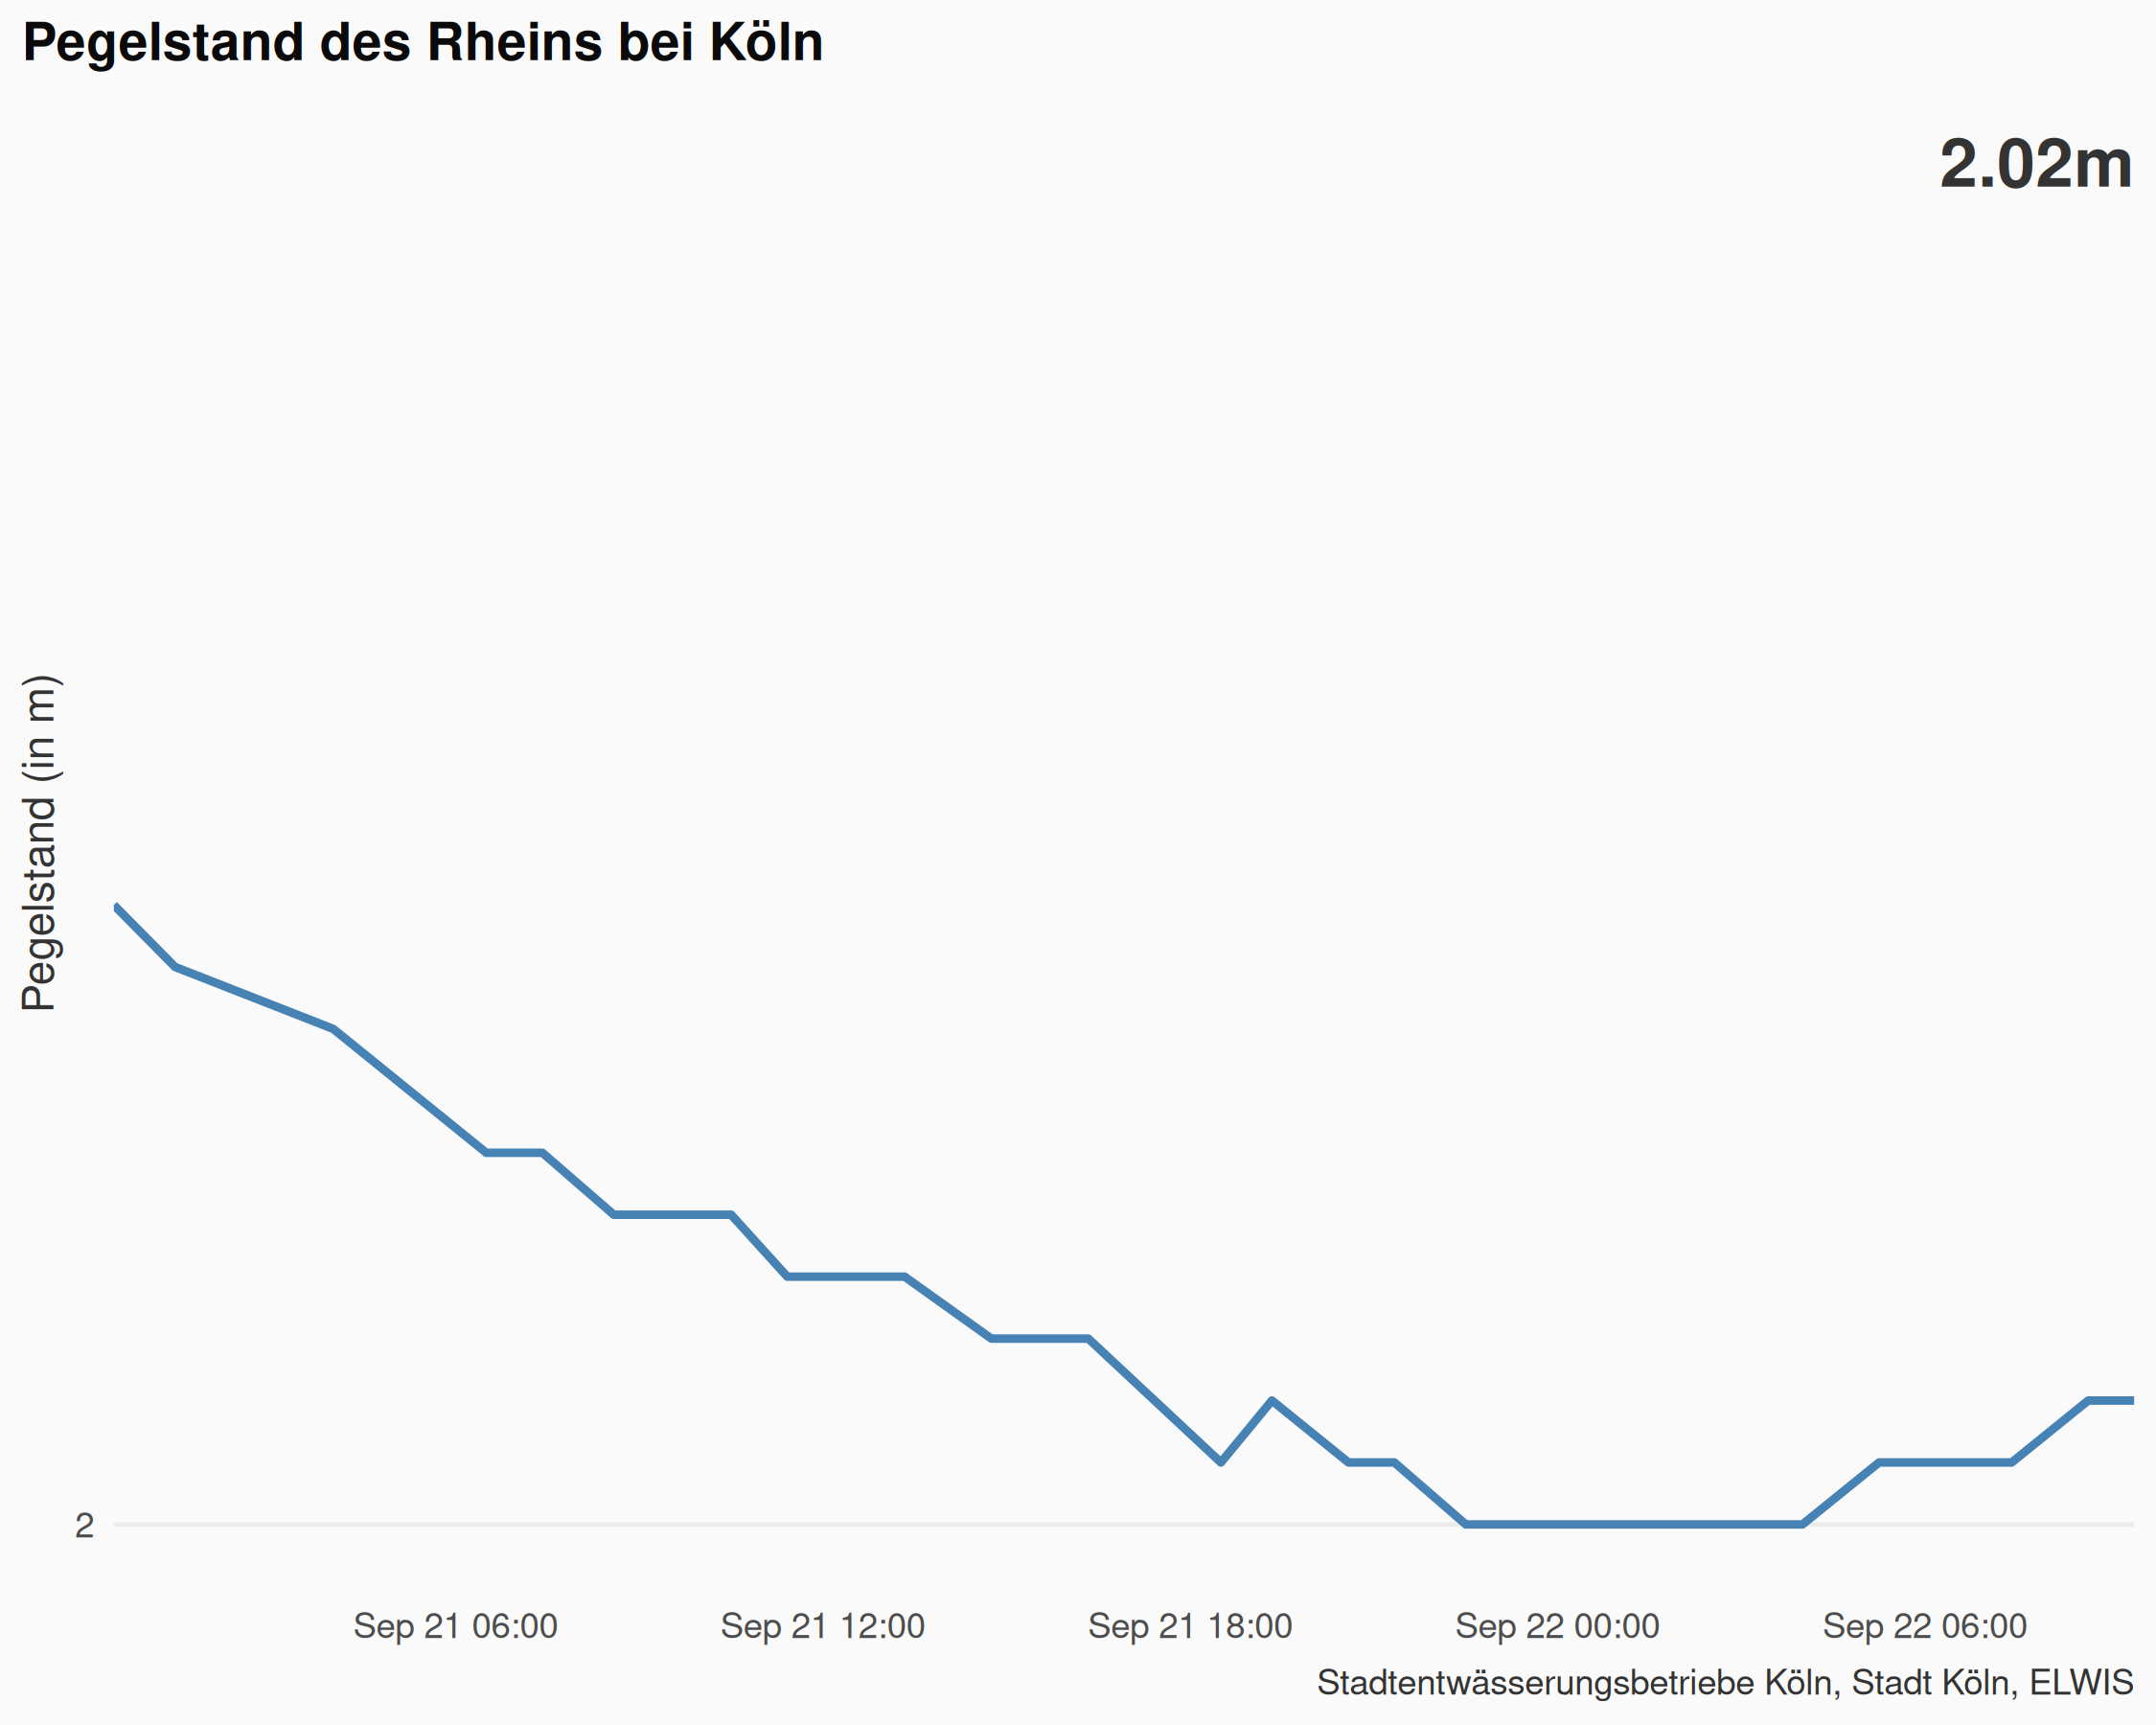 Pegelstand des Rheins bei Köln
2.02m
Pegelstand (in m)
2
Sep 21 06:00
Sep 21 12:00
Sep 21 18:00
Sep 22 00:00
Sep 22 06:00
Stadtentwässerungsbetriebe Köln, Stadt Köln, ELWIS